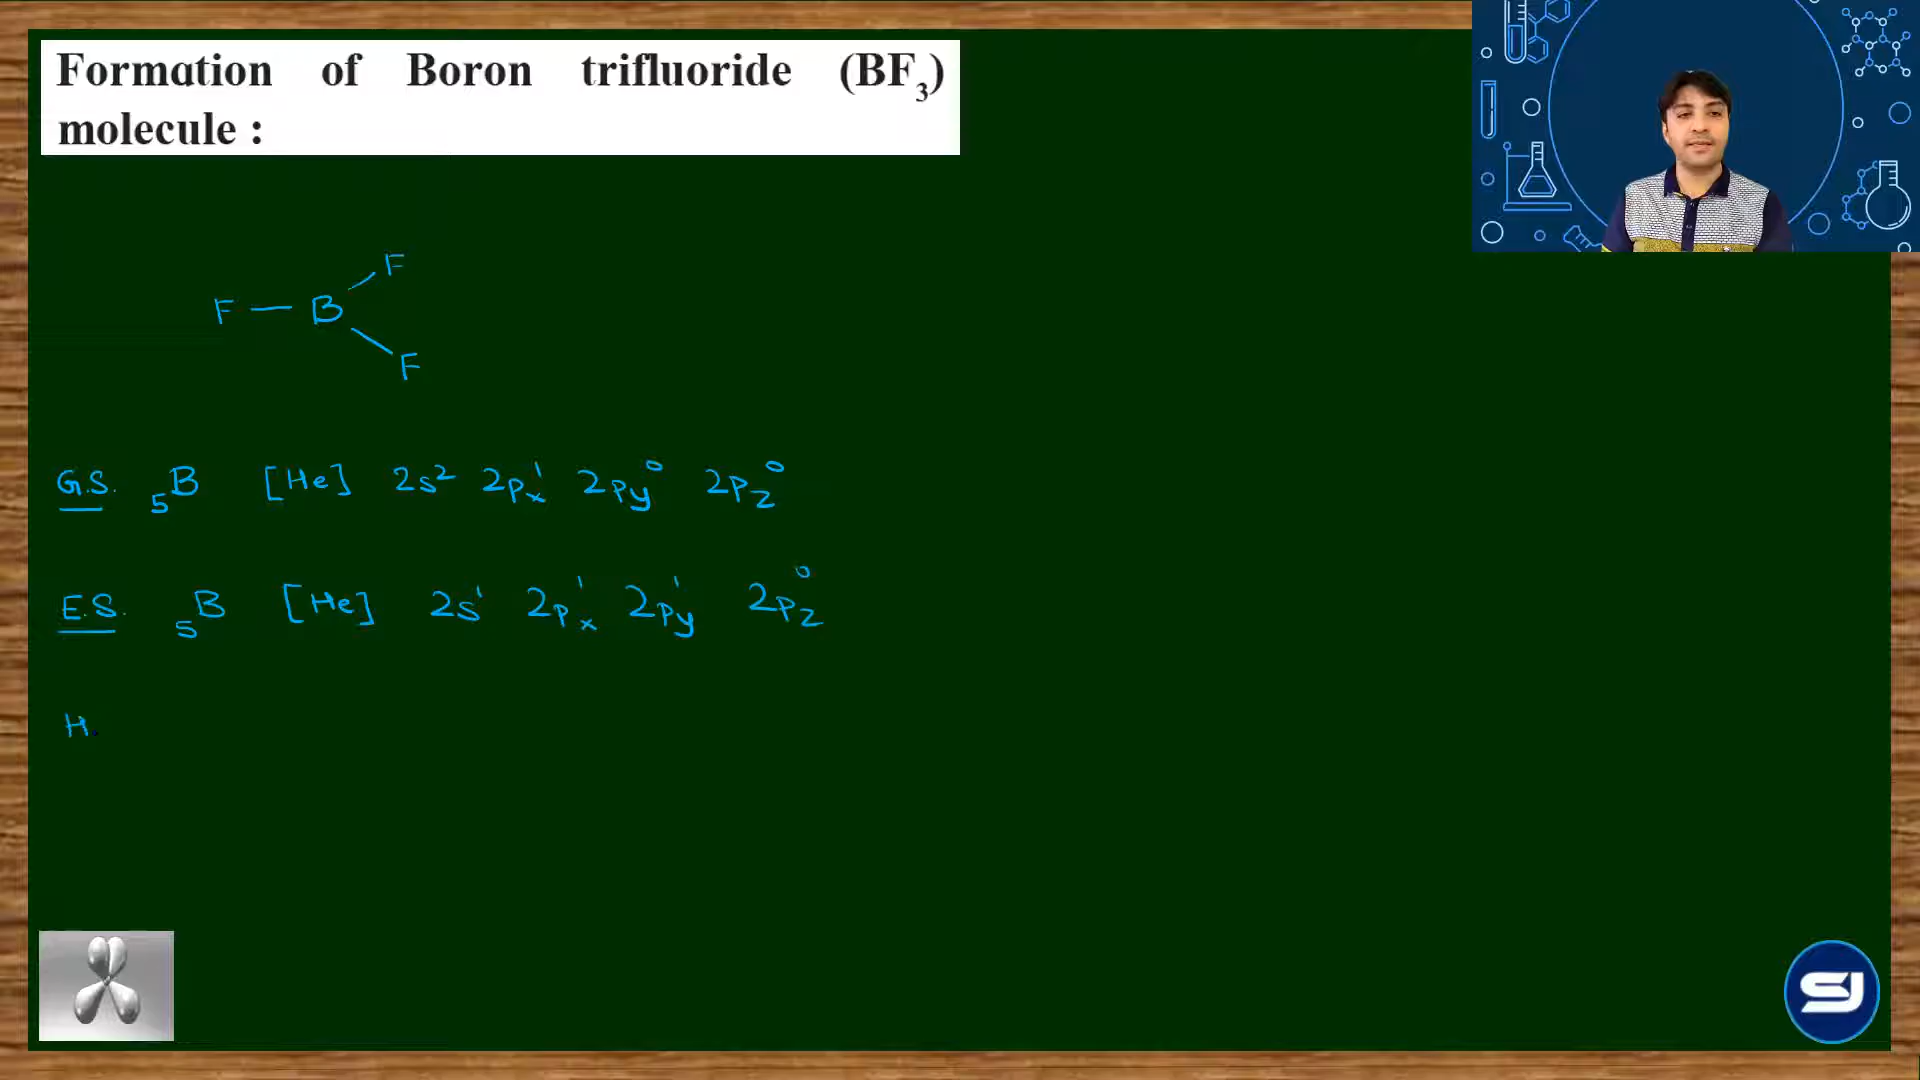 Formation of Boron trifluoride (BF₃)
molecule :
F
F — B
F
G.S. ₅B [He] 2s² 2pₓ¹ 2py⁰ 2pz⁰
E.S. ₅B [He] 2s¹ 2pₓ¹ 2py¹ 2pz⁰
H.
SJ